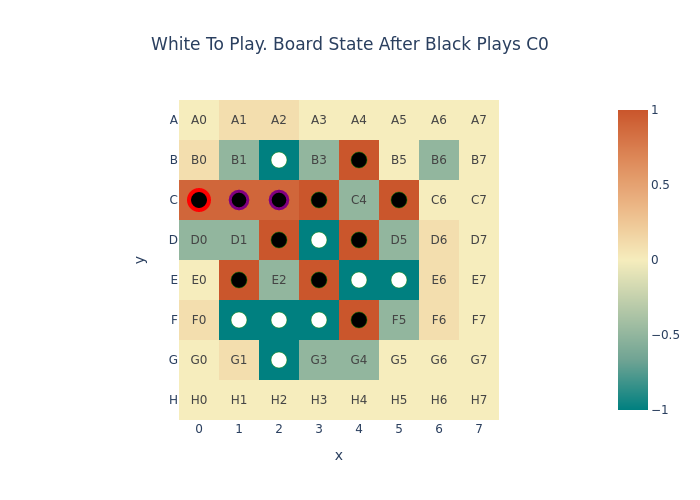 White To Play. Board State After Black Plays C0
A A0 A1 A2 A3 A4 A5 A6 A7
B B0 B1 B3 B5 B6 B7
C C4 C6 C7
D D0 D1 D5 D6 D7
E E0 E2 E6 E7
F F0 F5 F6 F7
G G0 G1 G3 G4 G5 G6 G7
H H0 H1 H2 H3 H4 H5 H6 H7
0 1 2 3 4 5 6 7
x
y
1
0.5
0
−0.5
−1